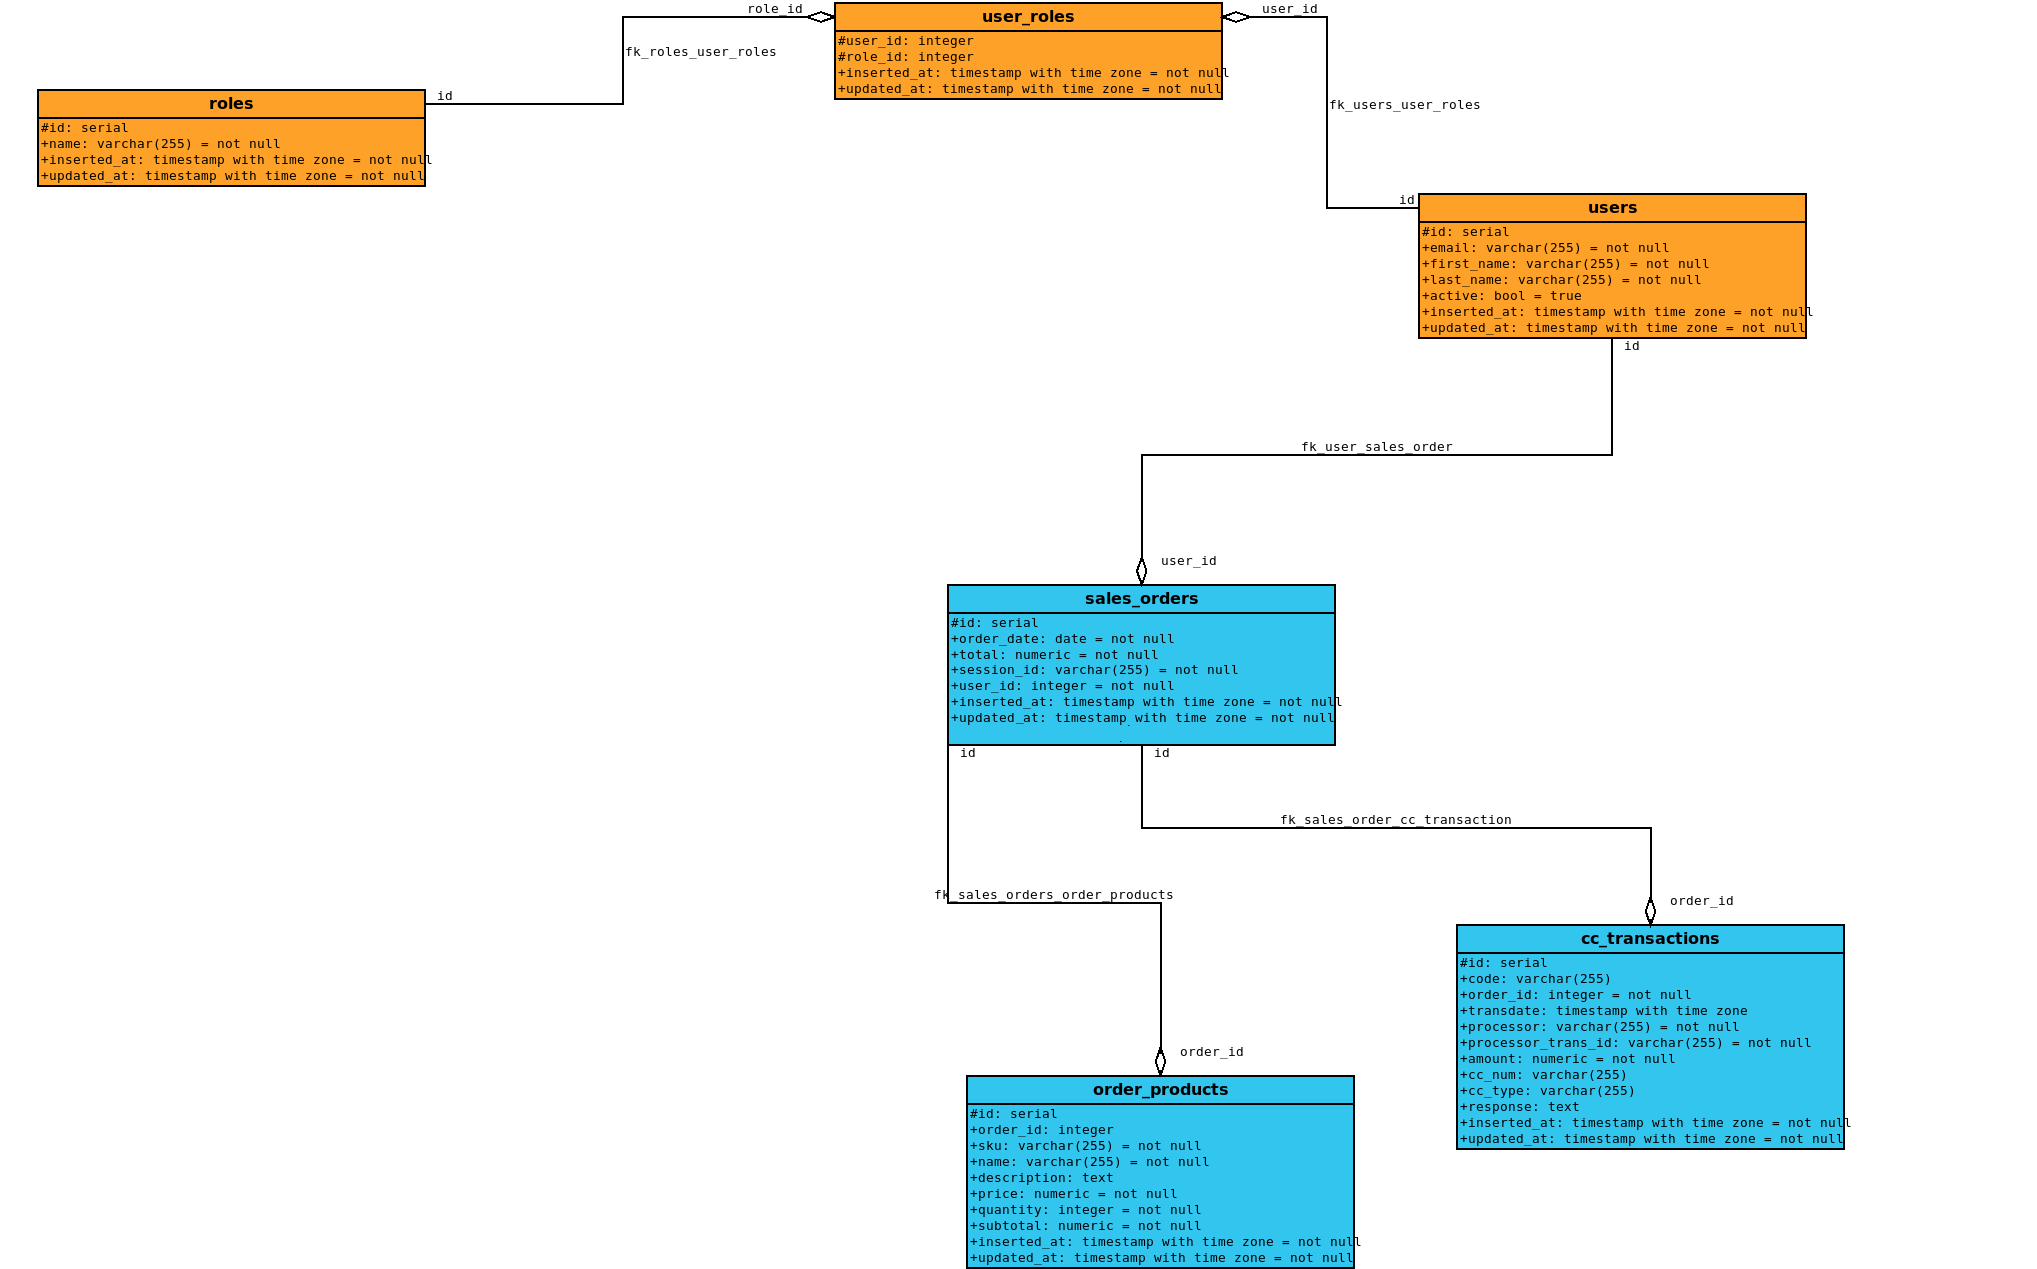 role_id
user_roles
user_id
#user_id: integer
#role_id: integer
+inserted_at: timestamp with time zone = not null
+updated_at: timestamp with time zone = not null
fk_roles_user_roles
fk_users_user_roles
id
roles
#id: serial
+name: varchar(255) = not null
+inserted_at: timestamp with time zone = not null
+updated_at: timestamp with time zone = not null
id
users
#id: serial
+email: varchar(255) = not null
+first_name: varchar(255) = not null
+last_name: varchar(255) = not null
+active: bool = true
+inserted_at: timestamp with time zone = not null
+updated_at: timestamp with time zone = not null
id
fk_user_sales_order
user_id
sales_orders
#id: serial
+order_date: date = not null
+total: numeric = not null
+session_id: varchar(255) = not null
+user_id: integer = not null
+inserted_at: timestamp with time zone = not null
+updated_at: timestamp with time zone = not null
id
id
fk_sales_order_cc_transaction
fk_sales_orders_order_products
order_id
cc_transactions
#id: serial
+code: varchar(255)
+order_id: integer = not null
+transdate: timestamp with time zone
+processor: varchar(255) = not null
+processor_trans_id: varchar(255) = not null
+amount: numeric = not null
+cc_num: varchar(255)
+cc_type: varchar(255)
+response: text
+inserted_at: timestamp with time zone = not null
+updated_at: timestamp with time zone = not null
order_id
order_products
#id: serial
+order_id: integer
+sku: varchar(255) = not null
+name: varchar(255) = not null
+description: text
+price: numeric = not null
+quantity: integer = not null
+subtotal: numeric = not null
+inserted_at: timestamp with time zone = not null
+updated_at: timestamp with time zone = not null